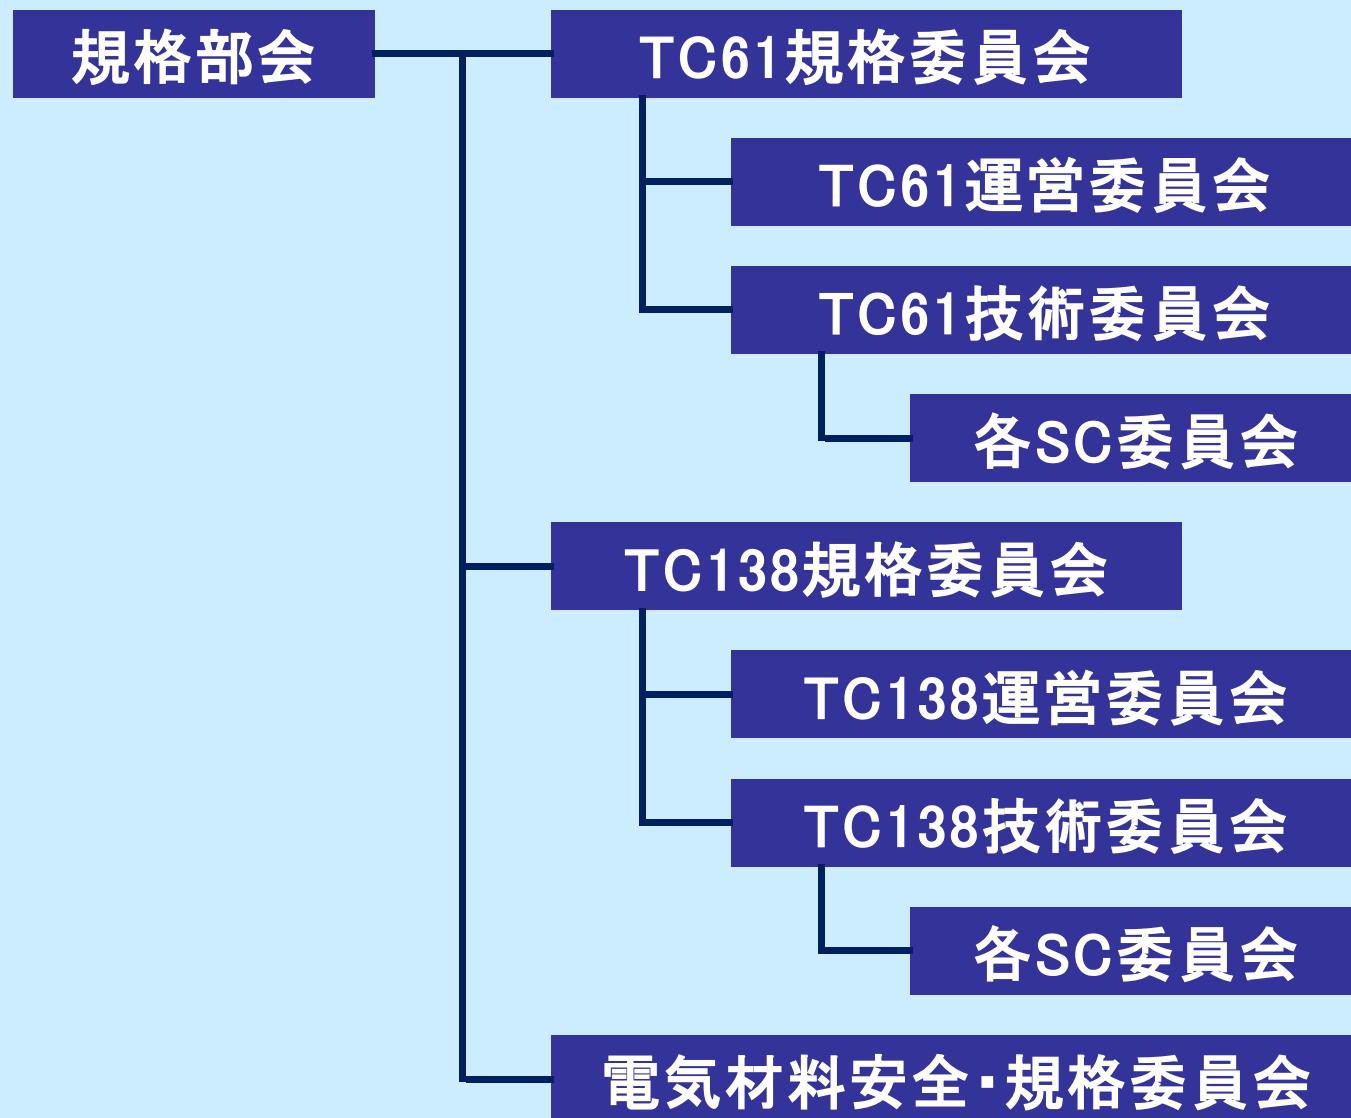 規格部会
TC61規格委員会
TC61運営委員会
TC61技術委員会
各SC委員会
TC138規格委員会
TC138運営委員会
TC138技術委員会
各SC委員会
電気材料安全・規格委員会